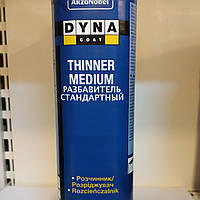 AkzoNobel
DYNA
COAT
THINNER
MEDIUM
РАЗБАВИТЕЛЬ
СТАНДАРТНЫЙ
• Розчинник/
Розріджувач
• Rozcieńczalnik